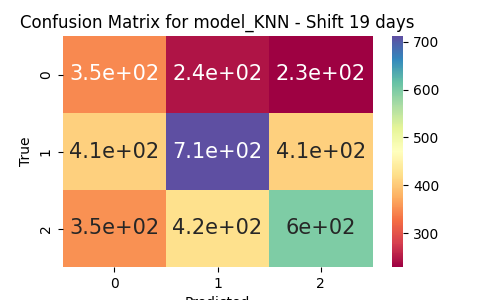 Confusion Matrix for model_KNN - Shift 19 days
0 3.5e+02 2.4e+02 2.3e+02
1 4.1e+02 7.1e+02 4.1e+02
2 3.5e+02 4.2e+02 6e+02
True
0 1 2
Predicted
700
600
500
400
300